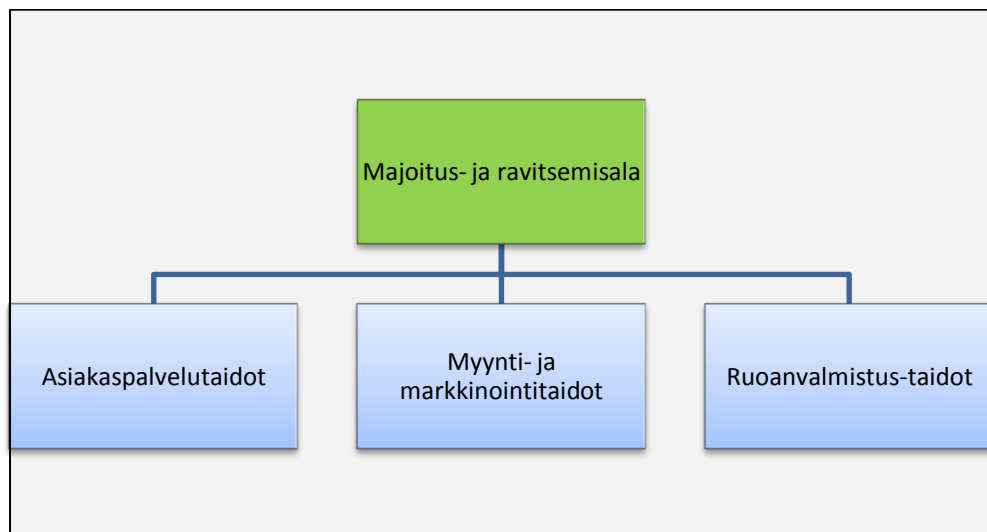 Majoitus- ja ravitsemisala
Asiakaspalvelutaidot
Myynti- ja
markkinointitaidot
Ruoanvalmistus-taidot